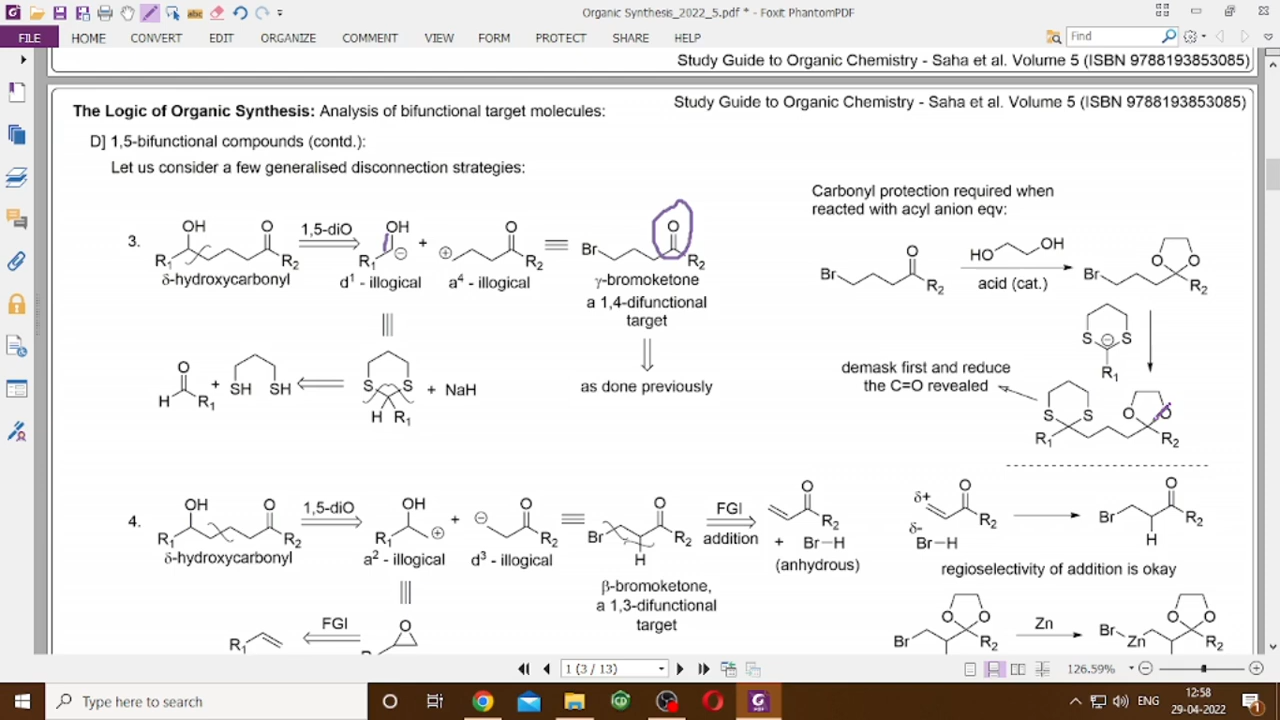 Organic Synthesis_2022_5.pdf * - Foxit PhantomPDF
FILE HOME CONVERT EDIT ORGANIZE COMMENT VIEW FORM PROTECT SHARE HELP Find
Study Guide to Organic Chemistry - Saha et al. Volume 5 (ISBN 9788193853085)
The Logic of Organic Synthesis: Analysis of bifunctional target molecules:
Study Guide to Organic Chemistry - Saha et al. Volume 5 (ISBN 9788193853085)
D] 1,5-bifunctional compounds (contd.):
Let us consider a few generalised disconnection strategies:
Carbonyl protection required when
reacted with acyl anion eqv:
3.
OH O
R1 R2
δ-hydroxycarbonyl
1,5-diO
OH
R1 ⊖
d1 - illogical
+
O
⊕ R2
a4 - illogical
O
Br R2
γ-bromoketone
a 1,4-difunctional
target
as done previously
O
H R1
+
SH SH
S S
H R1
+ NaH
O
Br R2
HO OH
acid (cat.)
O O
Br R2
S ⊖ S
R1
demask first and reduce
the C=O revealed
S S O O
R1 R2
4.
OH O
R1 R2
δ-hydroxycarbonyl
1,5-diO
OH
R1 ⊕
a2 - illogical
+
O
⊖ R2
d3 - illogical
O
Br R2
H
β-bromoketone,
a 1,3-difunctional
target
FGI
addition
O
R2
+ Br–H
(anhydrous)
δ+ O
R2
δ-
Br–H
O
Br R2
H
regioselectivity of addition is okay
R1
FGI
O
O O
Br R2
Zn
O O
Br Zn R2
1 (3 / 13) 126.59%
Type here to search
ENG
12:58
29-04-2022